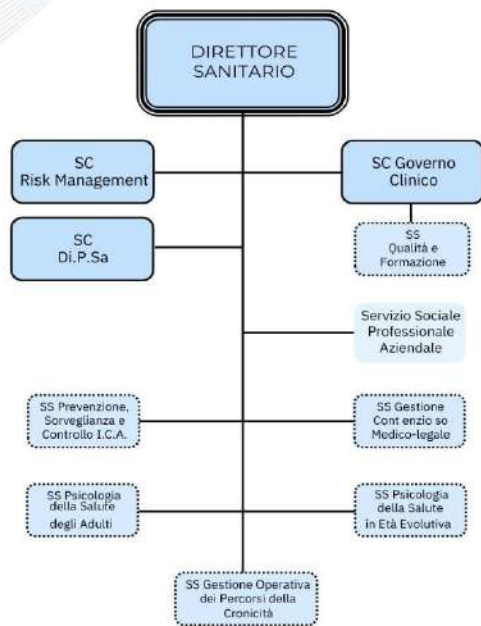 DIRETTORE
SANITARIO
SC
Risk Management
SC Governo
Clinico
SC
Di.P.Sa
SS
Qualità e
Formazione
Servizio Sociale
Professionale
Aziendale
SS Prevenzione,
Sorveglianza e
Controllo I.C.A.
SS Gestione
Cont enzio so
Medico-legale
SS Psicologia
della Salute
degli Adulti
SS Psicologia
della Salute
in Età Evolutiva
SS Gestione Operativa
dei Percorsi della
Cronicità